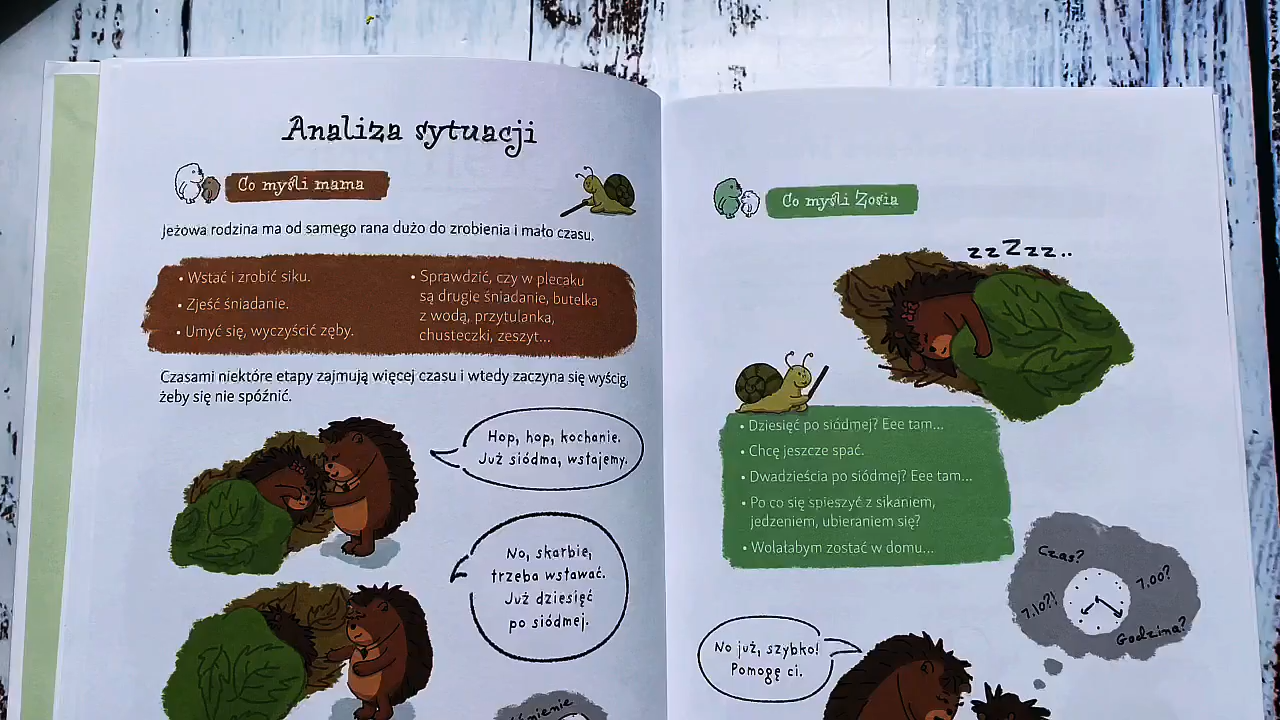 Analiza sytuacji
Co myśli mama
Jeżowa rodzina ma od samego rana dużo do zrobienia i mało czasu.
• Wstać i zrobić siku.
• Zjeść śniadanie.
• Umyć się, wyczyścić zęby.
• Sprawdzić, czy w plecaku
są drugie śniadanie, butelka
z wodą, przytulanka,
chusteczki, zeszyt...
Czasami niektóre etapy zajmują więcej czasu i wtedy zaczyna się wyścig,
żeby się nie spóźnić.
Hop, hop, kochanie.
Już siódma, wstajemy.
No, skarbie,
trzeba wstawać.
Już dziesięć
po siódmej.
Co myśli Zosia
zzZzz..
• Dziesięć po siódmej? Eee tam...
• Chcę jeszcze spać.
• Dwadzieścia po siódmej? Eee tam...
• Po co się spieszyć z sikaniem,
jedzeniem, ubieraniem się?
• Wolałabym zostać w domu...
Czas?
7.00?
7.10?!
Godzina?
No już, szybko!
Pomogę ci.